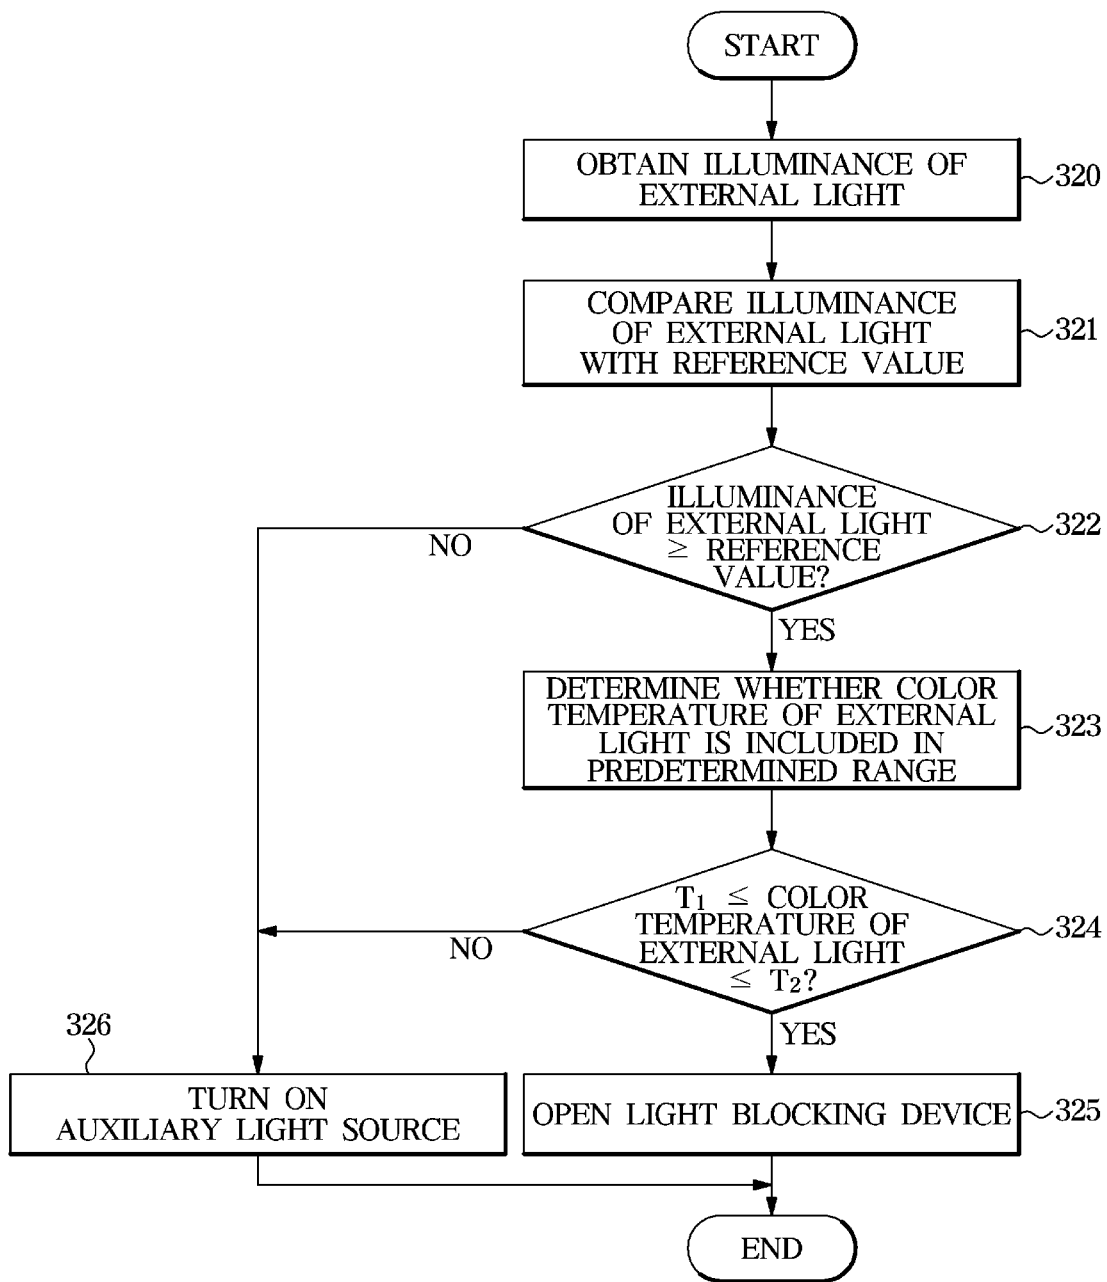 START
OBTAIN ILLUMINANCE OF
EXTERNAL LIGHT
320
COMPARE ILLUMINANCE
OF EXTERNAL LIGHT
WITH REFERENCE VALUE
321
ILLUMINANCE
OF EXTERNAL LIGHT
≥ REFERENCE
VALUE?
322
NO
YES
DETERMINE WHETHER COLOR
TEMPERATURE OF EXTERNAL
LIGHT IS INCLUDED IN
PREDETERMINED RANGE
323
T₁ ≤ COLOR
TEMPERATURE OF
EXTERNAL LIGHT
≤ T₂?
324
NO
YES
326
TURN ON
AUXILIARY LIGHT SOURCE
OPEN LIGHT BLOCKING DEVICE
325
END